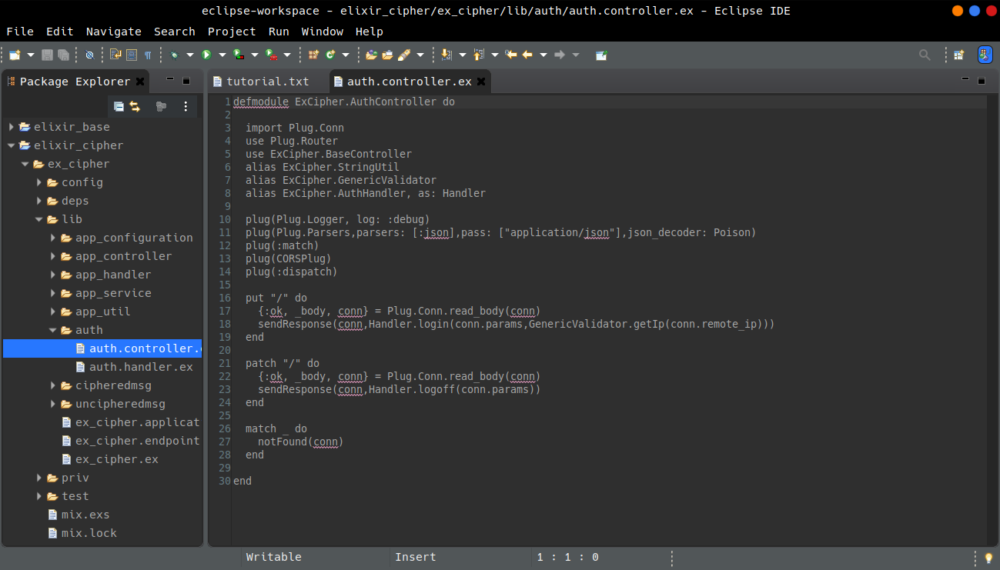 eclipse-workspace - elixir_cipher/ex_cipher/lib/auth/auth.controller.ex - Eclipse IDE
File Edit Navigate Search Project Run Window Help
Package Explorer
elixir_base
elixir_cipher
ex_cipher
config
deps
lib
app_configuration
app_controller
app_handler
app_service
app_util
auth
auth.controller.
auth.handler.ex
cipheredmsg
uncipheredmsg
ex_cipher.applicat
ex_cipher.endpoint
ex_cipher.ex
priv
test
mix.exs
mix.lock
tutorial.txt auth.controller.ex
1 defmodule ExCipher.AuthController do
2
3 import Plug.Conn
4 use Plug.Router
5 use ExCipher.BaseController
6 alias ExCipher.StringUtil
7 alias ExCipher.GenericValidator
8 alias ExCipher.AuthHandler, as: Handler
9
10 plug(Plug.Logger, log: :debug)
11 plug(Plug.Parsers,parsers: [:json],pass: ["application/json"],json_decoder: Poison)
12 plug(:match)
13 plug(CORSPlug)
14 plug(:dispatch)
15
16 put "/" do
17 {:ok, _body, conn} = Plug.Conn.read_body(conn)
18 sendResponse(conn,Handler.login(conn.params,GenericValidator.getIp(conn.remote_ip)))
19 end
20
21 patch "/" do
22 {:ok, _body, conn} = Plug.Conn.read_body(conn)
23 sendResponse(conn,Handler.logoff(conn.params))
24 end
25
26 match _ do
27 notFound(conn)
28 end
29
30 end
Writable Insert 1 : 1 : 0